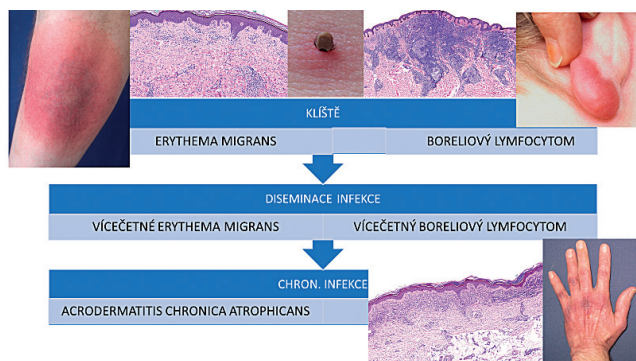 KLÍŠTĚ
ERYTHEMA MIGRANS BORELIOVÝ LYMFOCYTOM
DISEMINACE INFEKCE
VÍCEČETNÉ ERYTHEMA MIGRANS VÍCEČETNÝ BORELIOVÝ LYMFOCYTOM
CHRON. INFEKCE
ACRODERMATITIS CHRONICA ATROPHICANS